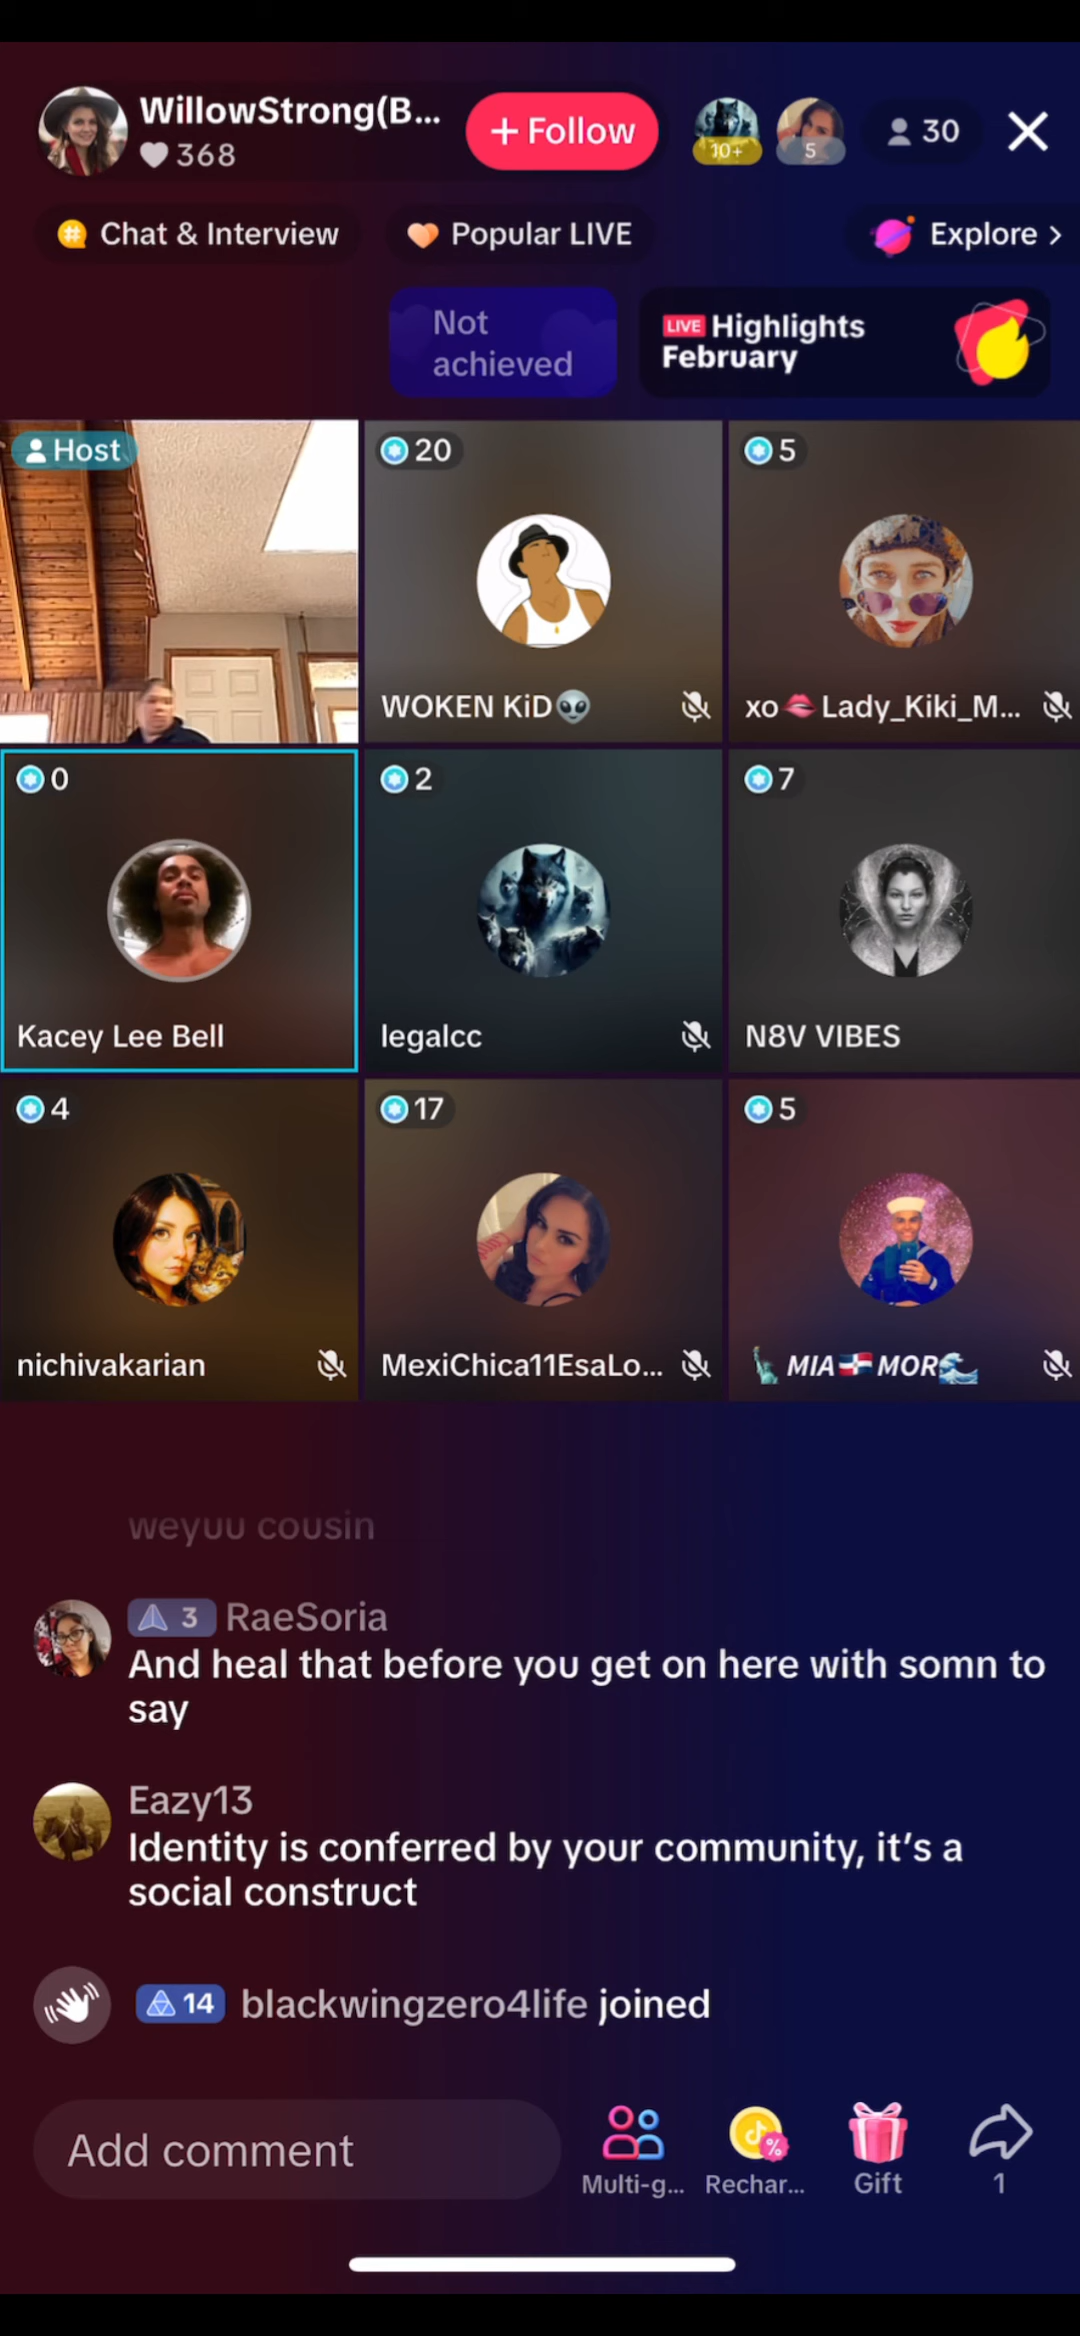 WillowStrong(B...
368
+ Follow
10+
5
30
Chat & Interview
Popular LIVE
Explore >
Not
achieved
LIVE Highlights
February
Host
20
WOKEN KiD👽
5
xo💋Lady_Kiki_M...
0
Kacey Lee Bell
2
legalcc
7
N8V VIBES
4
nichivakarian
17
MexiChica11EsaLo...
5
🗽 MIA🇩🇴MOR🌊
weyuu cousin
3 RaeSoria
And heal that before you get on here with somn to
say
Eazy13
Identity is conferred by your community, it's a
social construct
14 blackwingzero4life joined
Add comment
Multi-g...
Rechar...
Gift
1